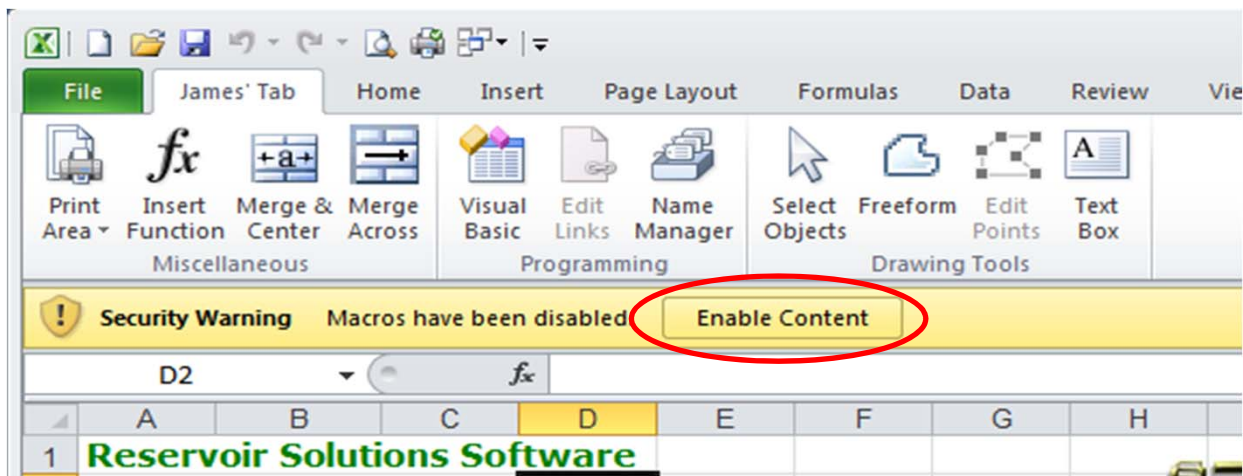 File James' Tab Home Insert Page Layout Formulas Data Review Vie
Print Insert Merge & Merge Visual Edit Name Select Freeform Edit Text
Area Function Center Across Basic Links Manager Objects Points Box
Miscellaneous Programming Drawing Tools
Security Warning Macros have been disabled Enable Content
D2 fx
A B C D E F G H
1 Reservoir Solutions Software